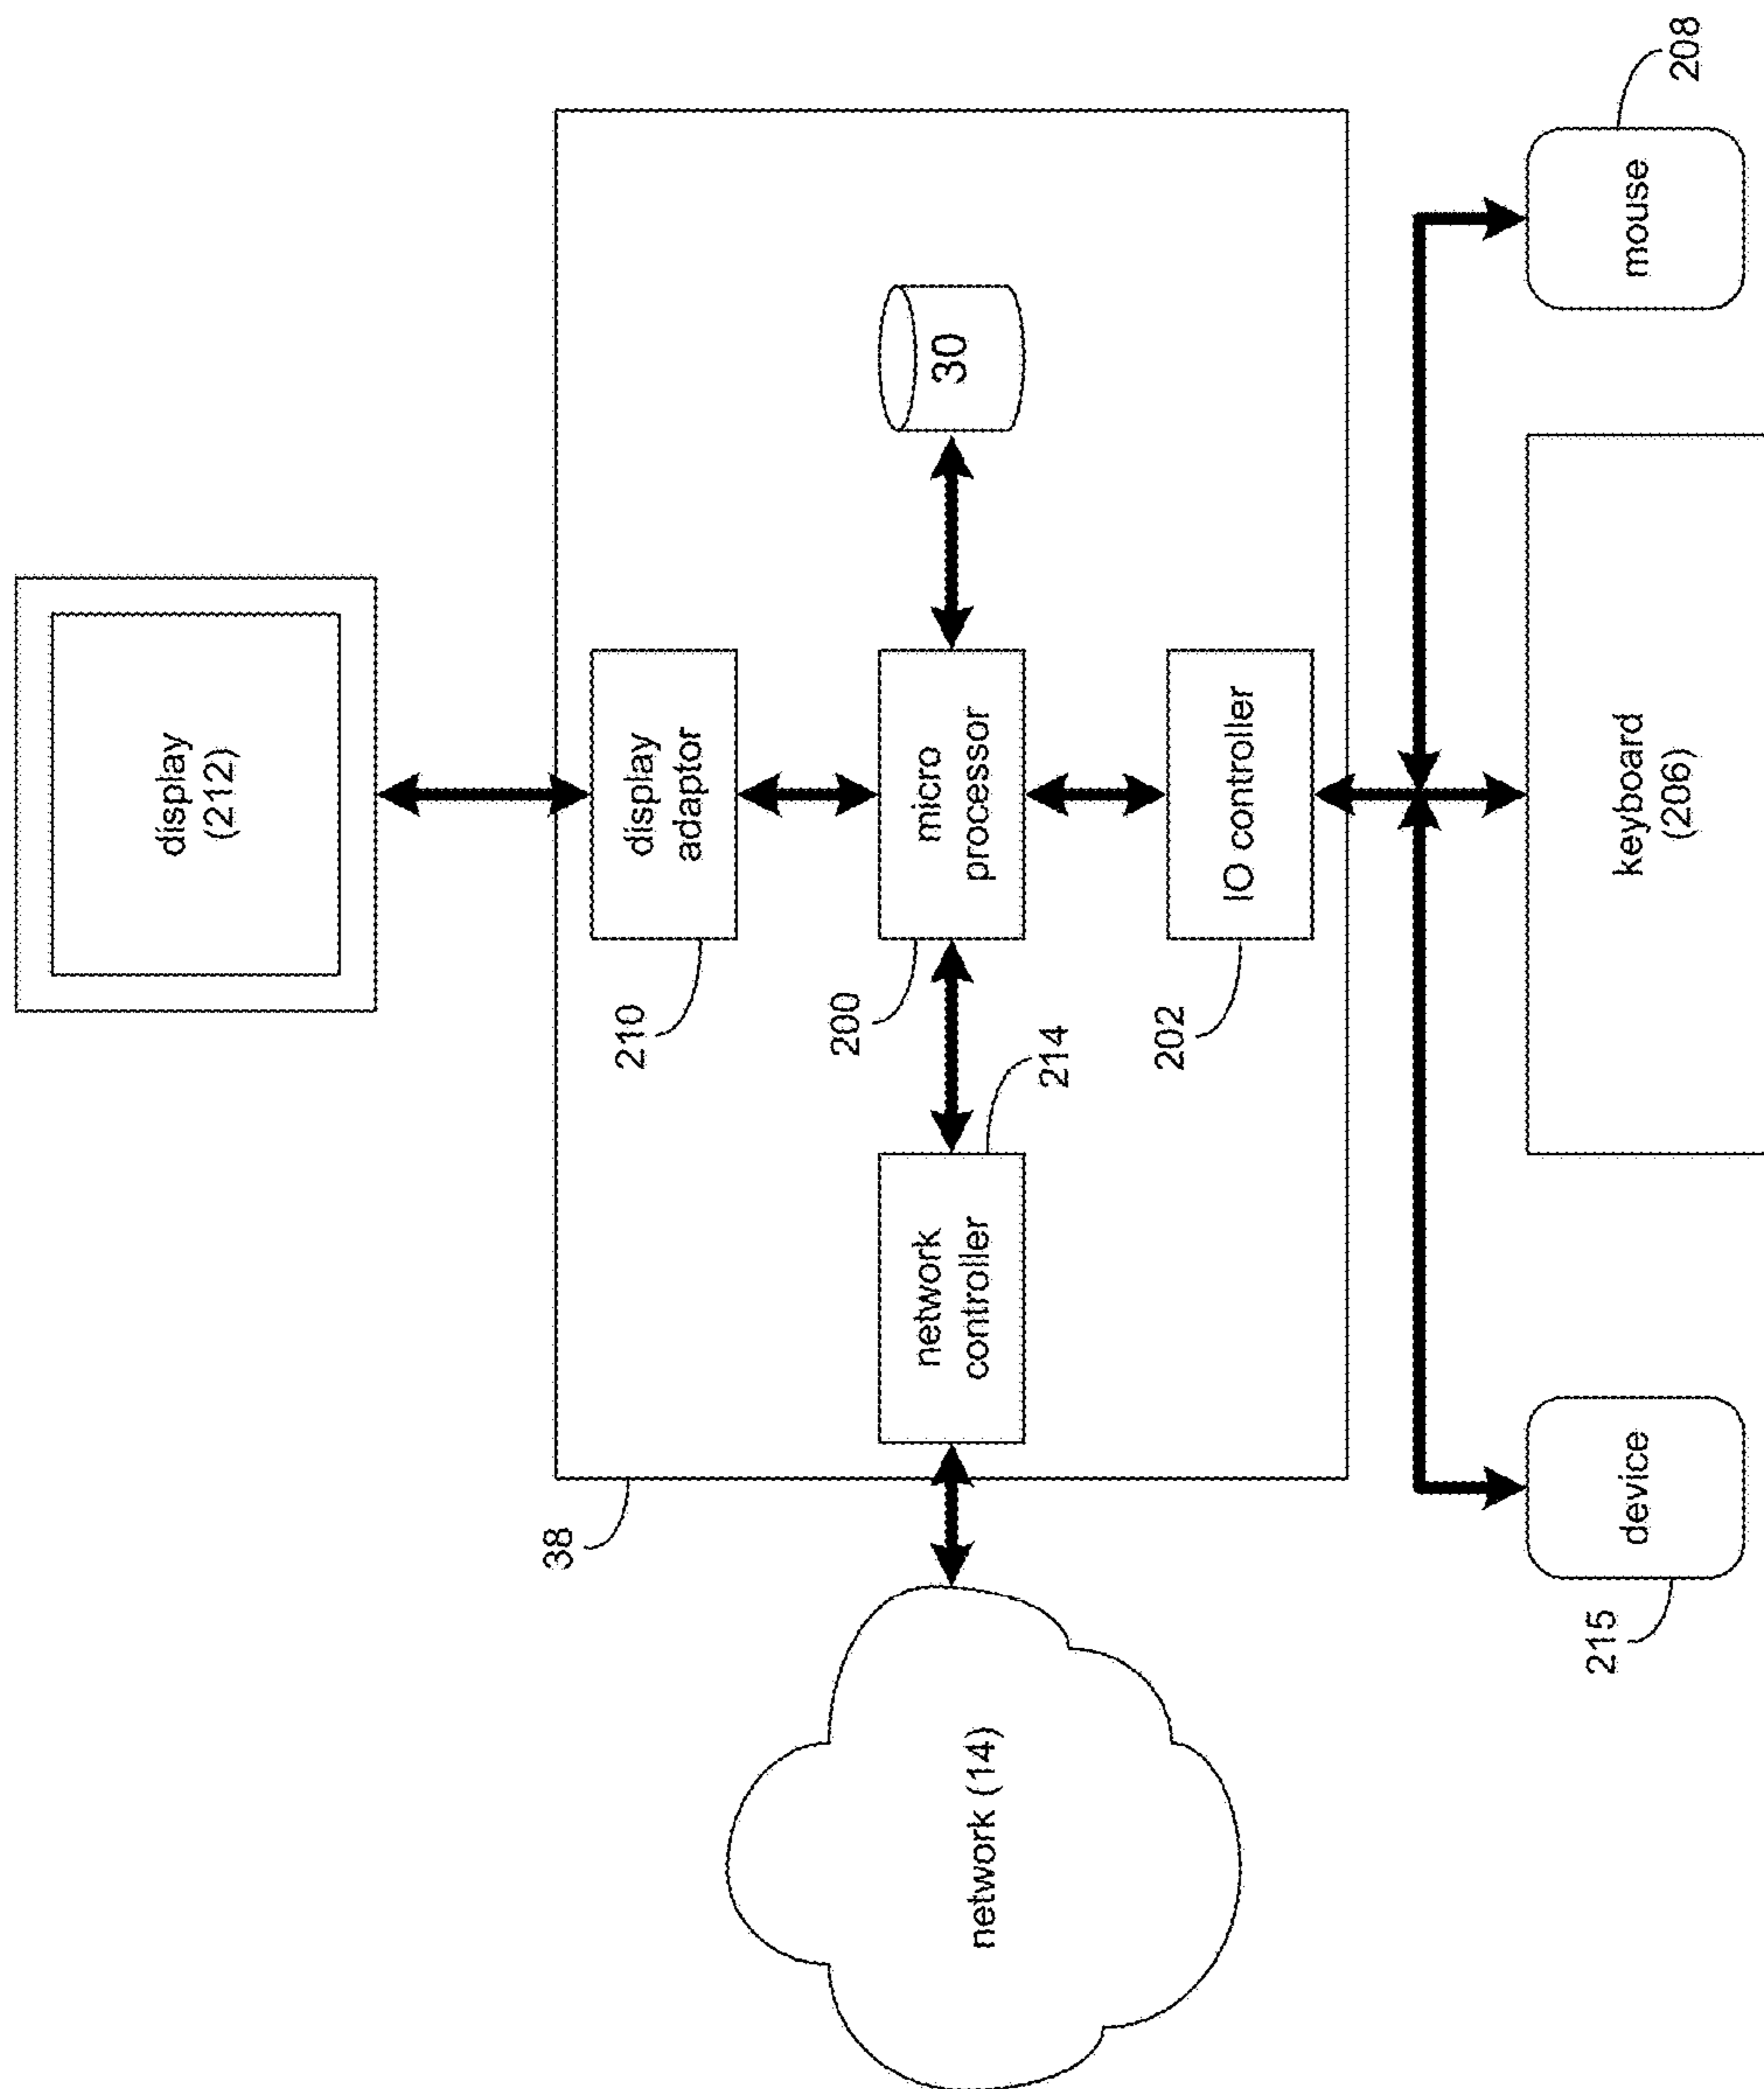 display
(212)
38
210
display
adaptor
network (14)
network
controller
214
200
micro
processor
30
202
IO controller
215
device
keyboard
(206)
mouse
208